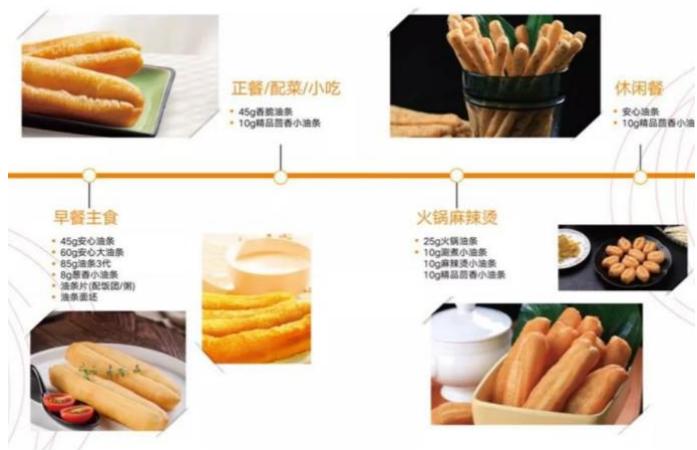 正餐/配菜/小吃
45g香脆油条
10g精品茴香小油条
休闲餐
安心油条
10g精品茴香小油
早餐主食
45g安心油条
60g安心大油条
85g油条3代
8g葱香小油条
油条片(配饭团/粥)
油条面坯
火锅麻辣烫
25g火锅油条
10g涮煮小油条
10g麻辣烫小油条
10g精品茴香小油条